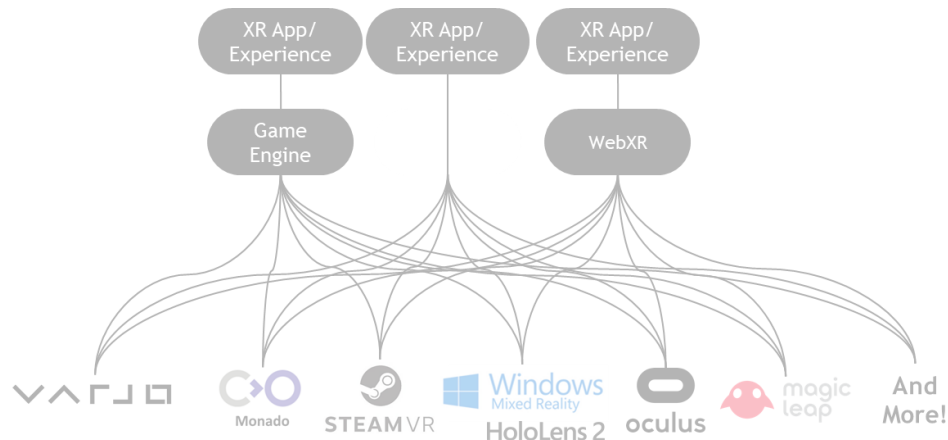 XR App/
Experience
XR App/
Experience
XR App/
Experience
Game
Engine
WebXR
VARJO
Monado
STEAMVR
Windows
Mixed Reality
HoloLens 2
oculus
magic
leap
And
More!